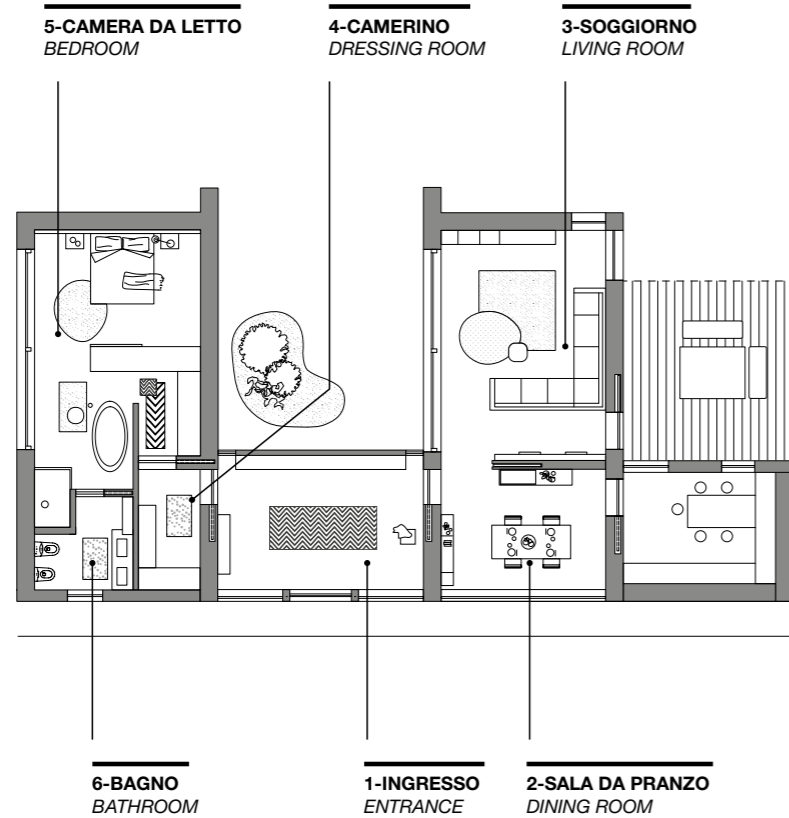 5-CAMERA DA LETTO
BEDROOM
4-CAMERINO
DRESSING ROOM
3-SOGGIORNO
LIVING ROOM
6-BAGNO
BATHROOM
1-INGRESSO
ENTRANCE
2-SALA DA PRANZO
DINING ROOM